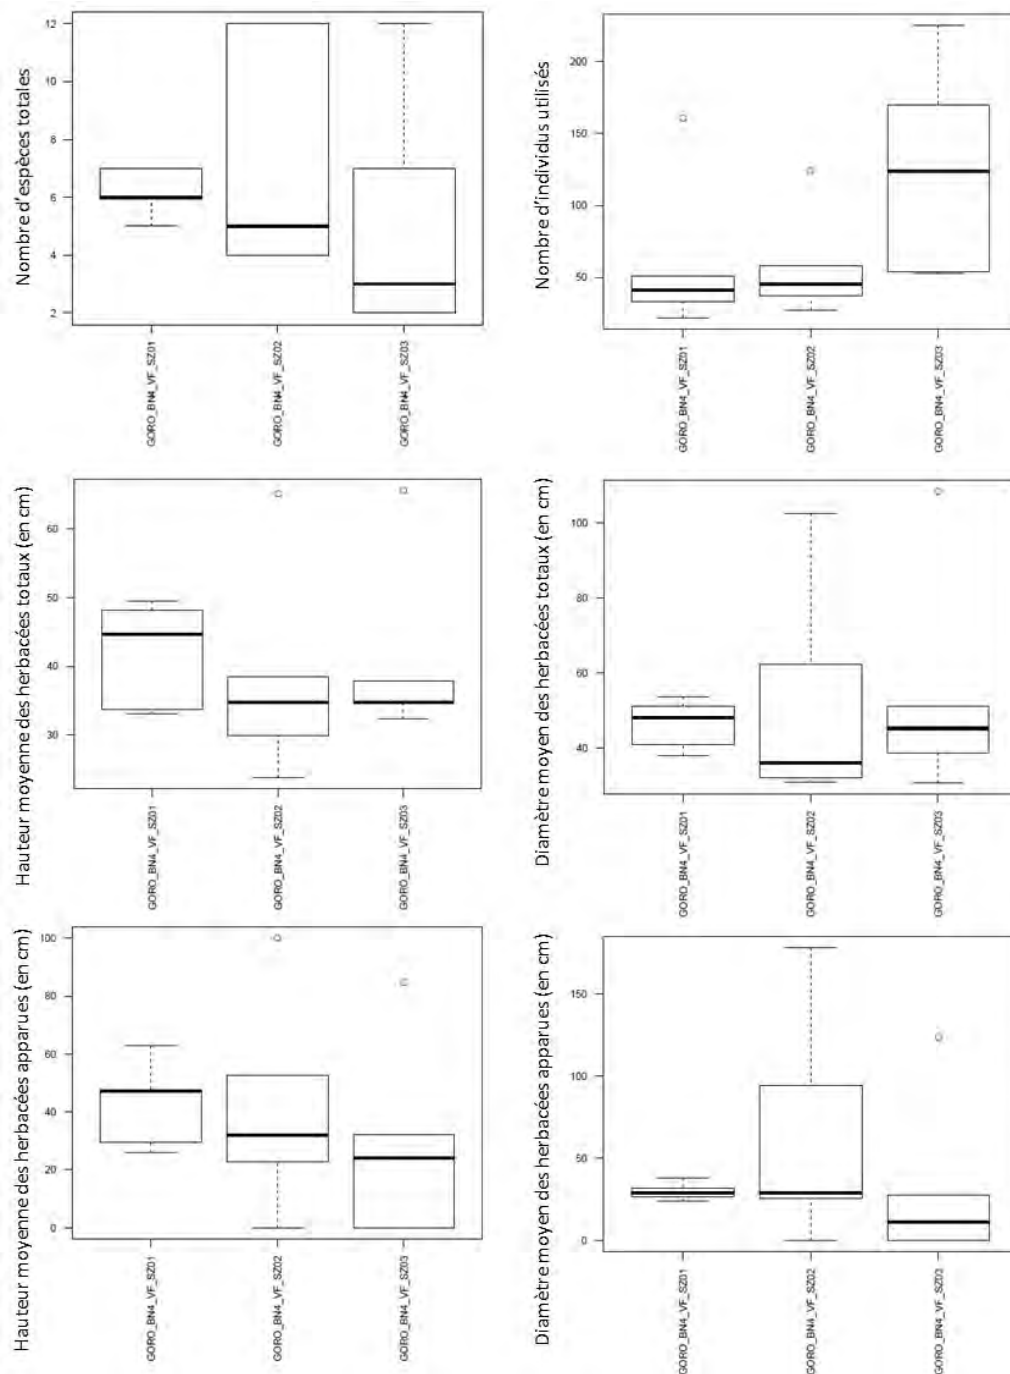 Nombre d'espèces totales
12
10
8
6
4
2
GORO_BN4_VF_SZ01
GORO_BN4_VF_SZ02
GORO_BN4_VF_SZ03
Nombre d'individus utilisés
200
150
100
50
GORO_BN4_VF_SZ01
GORO_BN4_VF_SZ02
GORO_BN4_VF_SZ03
Hauteur moyenne des herbacées totaux (en cm)
60
50
40
30
GORO_BN4_VF_SZ01
GORO_BN4_VF_SZ02
GORO_BN4_VF_SZ03
Diamètre moyen des herbacées totaux (en cm)
100
80
60
40
GORO_BN4_VF_SZ01
GORO_BN4_VF_SZ02
GORO_BN4_VF_SZ03
Hauteur moyenne des herbacées apparues (en cm)
100
80
60
40
20
0
GORO_BN4_VF_SZ01
GORO_BN4_VF_SZ02
GORO_BN4_VF_SZ03
Diamètre moyen des herbacées apparues (en cm)
150
100
50
0
GORO_BN4_VF_SZ01
GORO_BN4_VF_SZ02
GORO_BN4_VF_SZ03